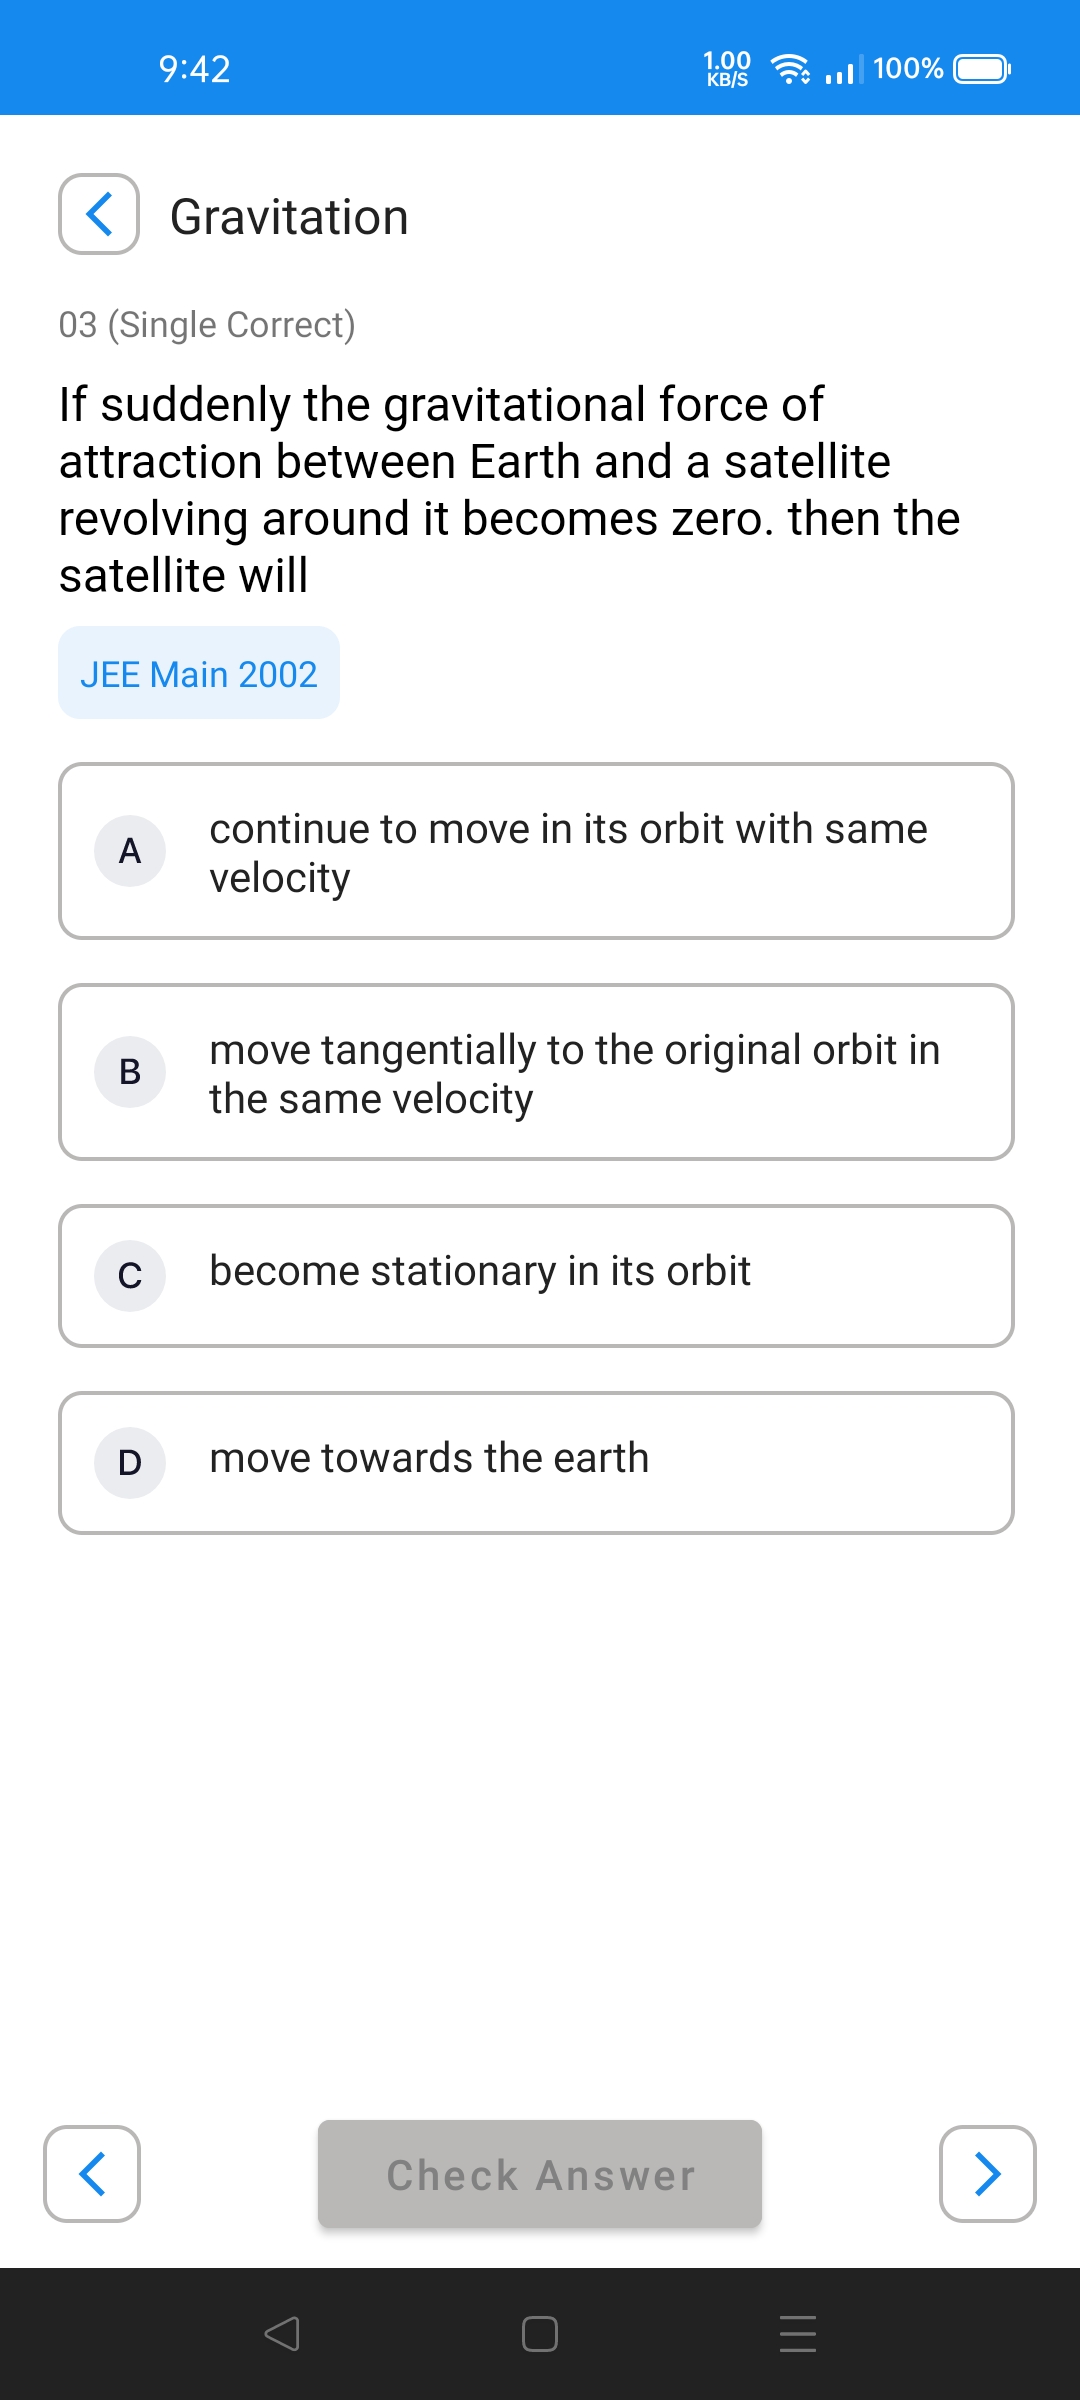 9:42
1.00
KB/S
100%
Gravitation
03 (Single Correct)
If suddenly the gravitational force of
attraction between Earth and a satellite
revolving around it becomes zero. then the
satellite will
JEE Main 2002
A
continue to move in its orbit with same
velocity
B
move tangentially to the original orbit in
the same velocity
C
become stationary in its orbit
D
move towards the earth
Check Answer